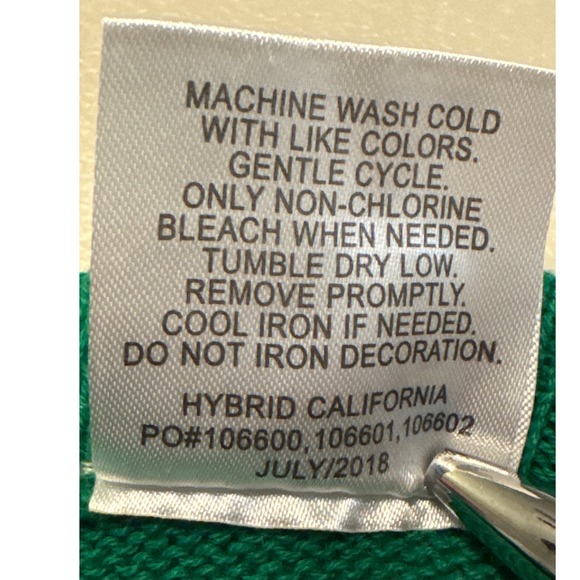 MACHINE WASH COLD
WITH LIKE COLORS.
GENTLE CYCLE.
ONLY NON-CHLORINE
BLEACH WHEN NEEDED.
TUMBLE DRY LOW.
REMOVE PROMPTLY.
COOL IRON IF NEEDED.
DO NOT IRON DECORATION.
HYBRID CALIFORNIA
PO#106600,106601,106602
JULY/2018